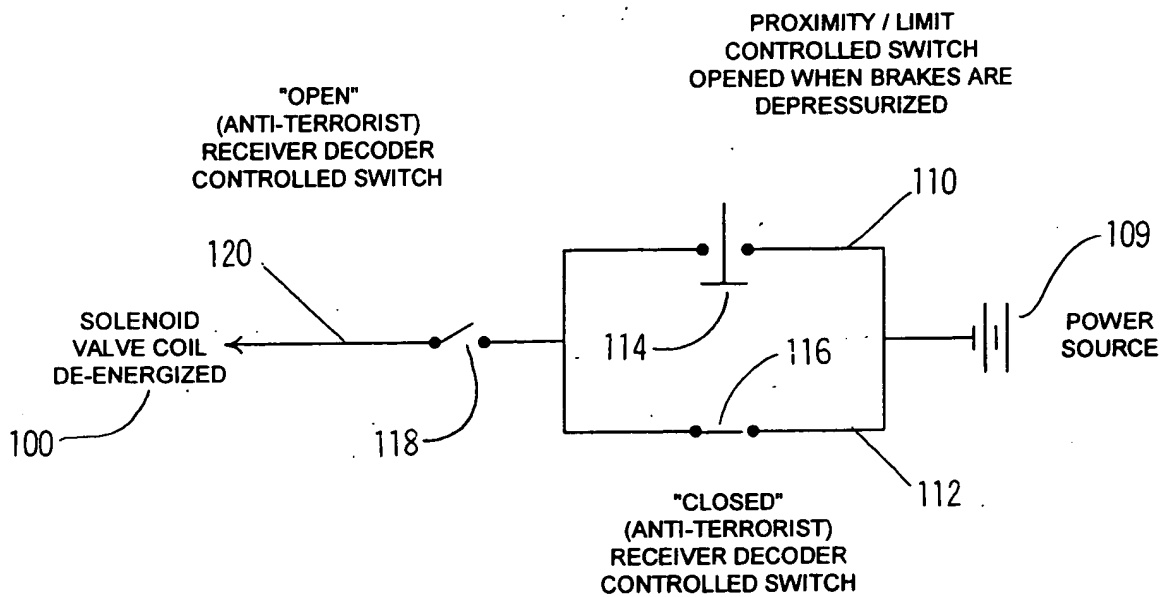 PROXIMITY / LIMIT
CONTROLLED SWITCH
OPENED WHEN BRAKES ARE
DEPRESSURIZED
"OPEN"
(ANTI-TERRORIST)
RECEIVER DECODER
CONTROLLED SWITCH
110
109
120
SOLENOID
VALVE COIL
DE-ENERGIZED
114
116
POWER
SOURCE
100
118
112
"CLOSED"
(ANTI-TERRORIST)
RECEIVER DECODER
CONTROLLED SWITCH